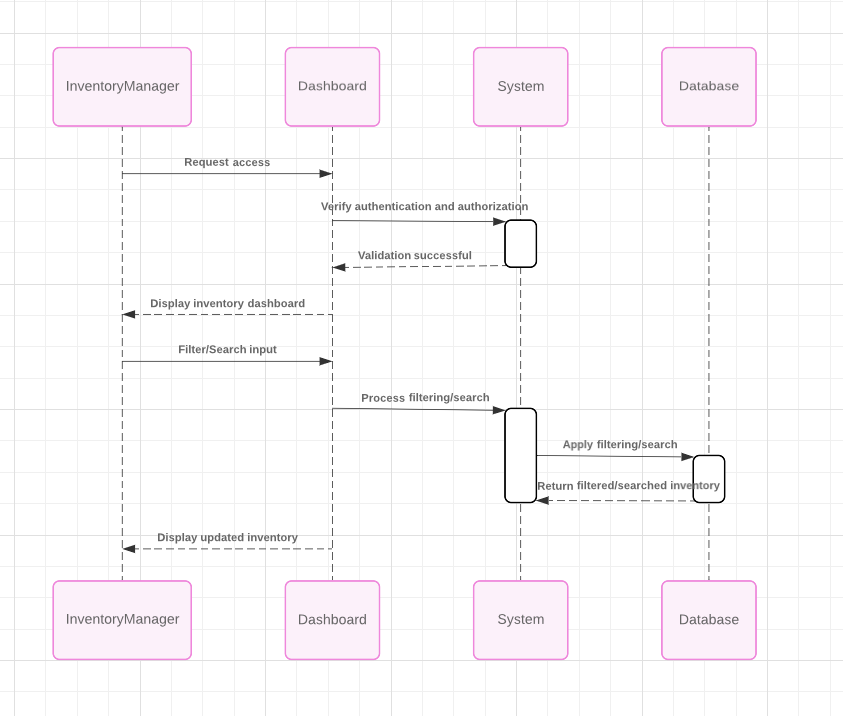 InventoryManager
Dashboard
System
Database
Request access
Verify authentication and authorization
Validation successful
Display inventory dashboard
Filter/Search input
Process filtering/search
Apply filtering/search
Return filtered/searched inventory
Display updated inventory
InventoryManager
Dashboard
System
Database